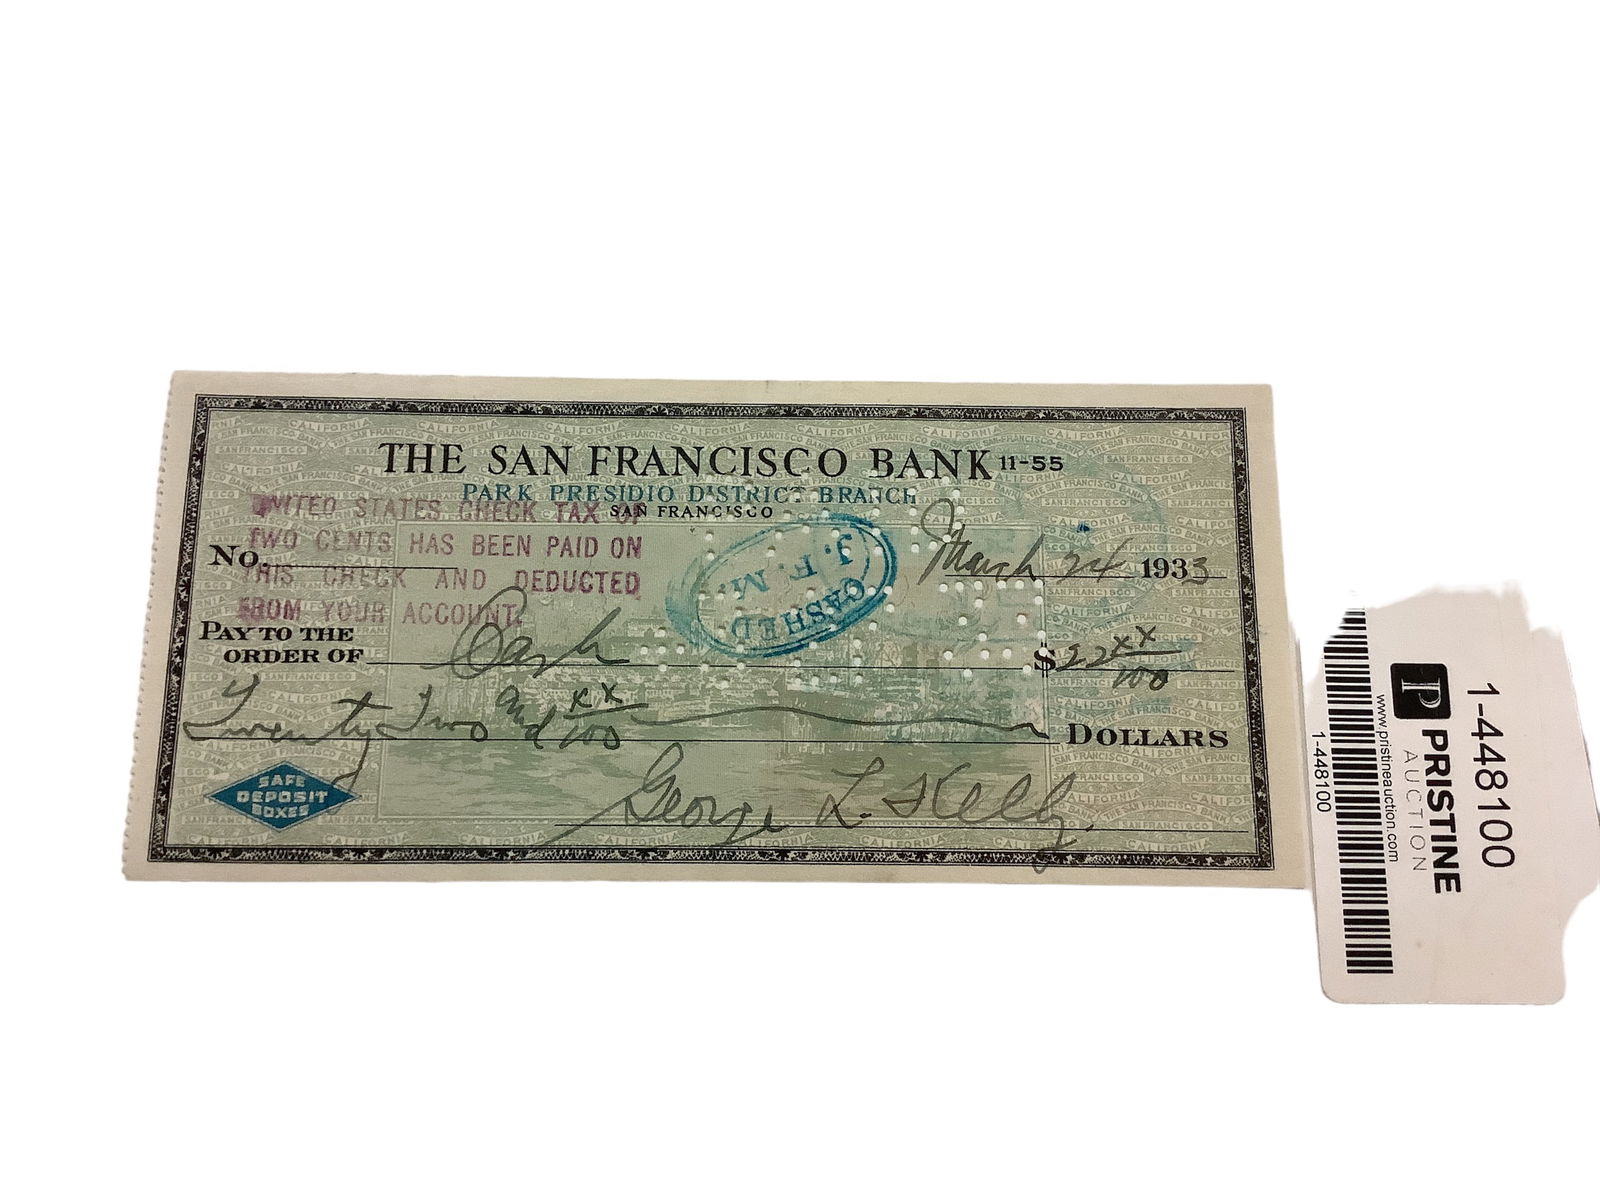 THE SAN FRANCISCO BANK 11-55
PARK PRESIDIO DISTRICT BRANCH
SAN FRANCISCO
UNITED STATES CHECK TAX OF
TWO CENTS HAS BEEN PAID ON
THIS CHECK AND DEDUCTED
FROM YOUR ACCOUNT.
No.
March 24 1933
CASHED
J. F. M.
PAY TO THE
ORDER OF Cash $22 xx/100
Twenty Two and xx/100 DOLLARS
SAFE
DEPOSIT
BOXES
George L. Kelly.
1-448100
PRISTINE
AUCTION
www.pristineauction.com
1-448100